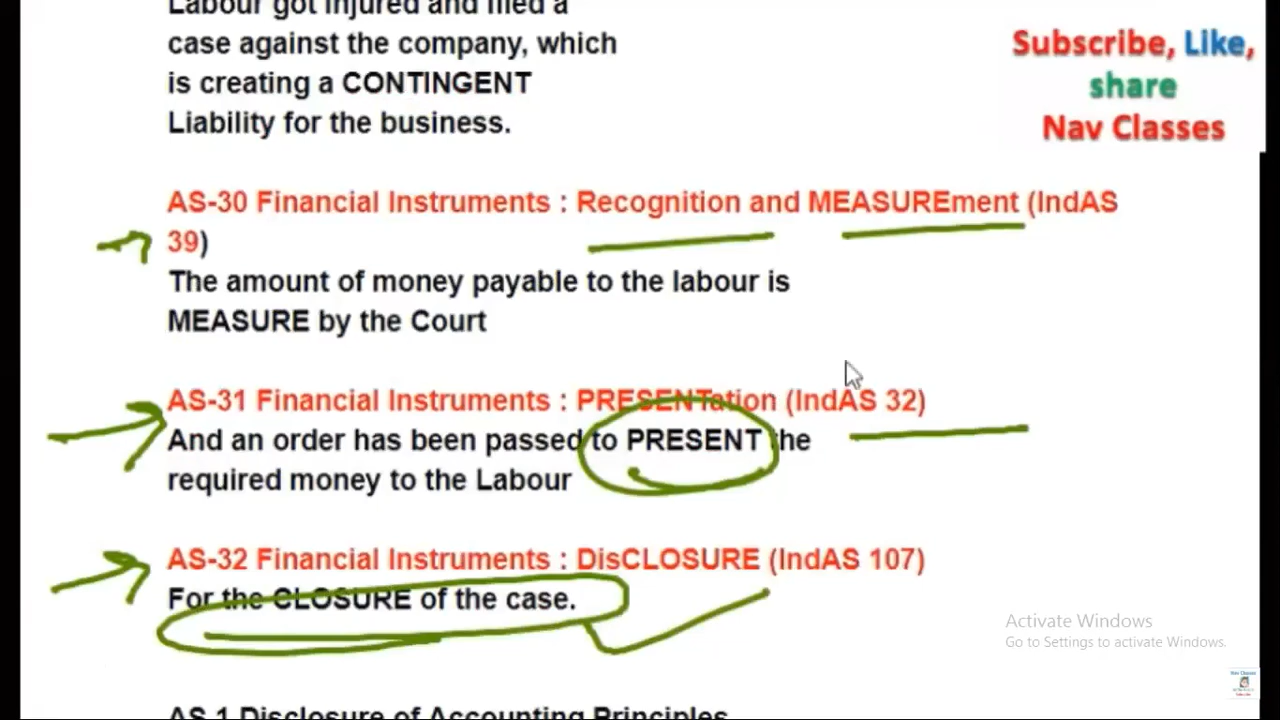 Labour got injured and filed a
case against the company, which
is creating a CONTINGENT
Liability for the business.
Subscribe, Like,
share
Nav Classes
AS-30 Financial Instruments : Recognition and MEASUREment (IndAS
39)
The amount of money payable to the labour is
MEASURE by the Court
AS-31 Financial Instruments : PRESENTation (IndAS 32)
And an order has been passed to PRESENT the
required money to the Labour
AS-32 Financial Instruments : DisCLOSURE (IndAS 107)
For the CLOSURE of the case.
Activate Windows
Go to Settings to activate Windows.
Nav Classes
AS 1 Disclosure of Accounting Principles